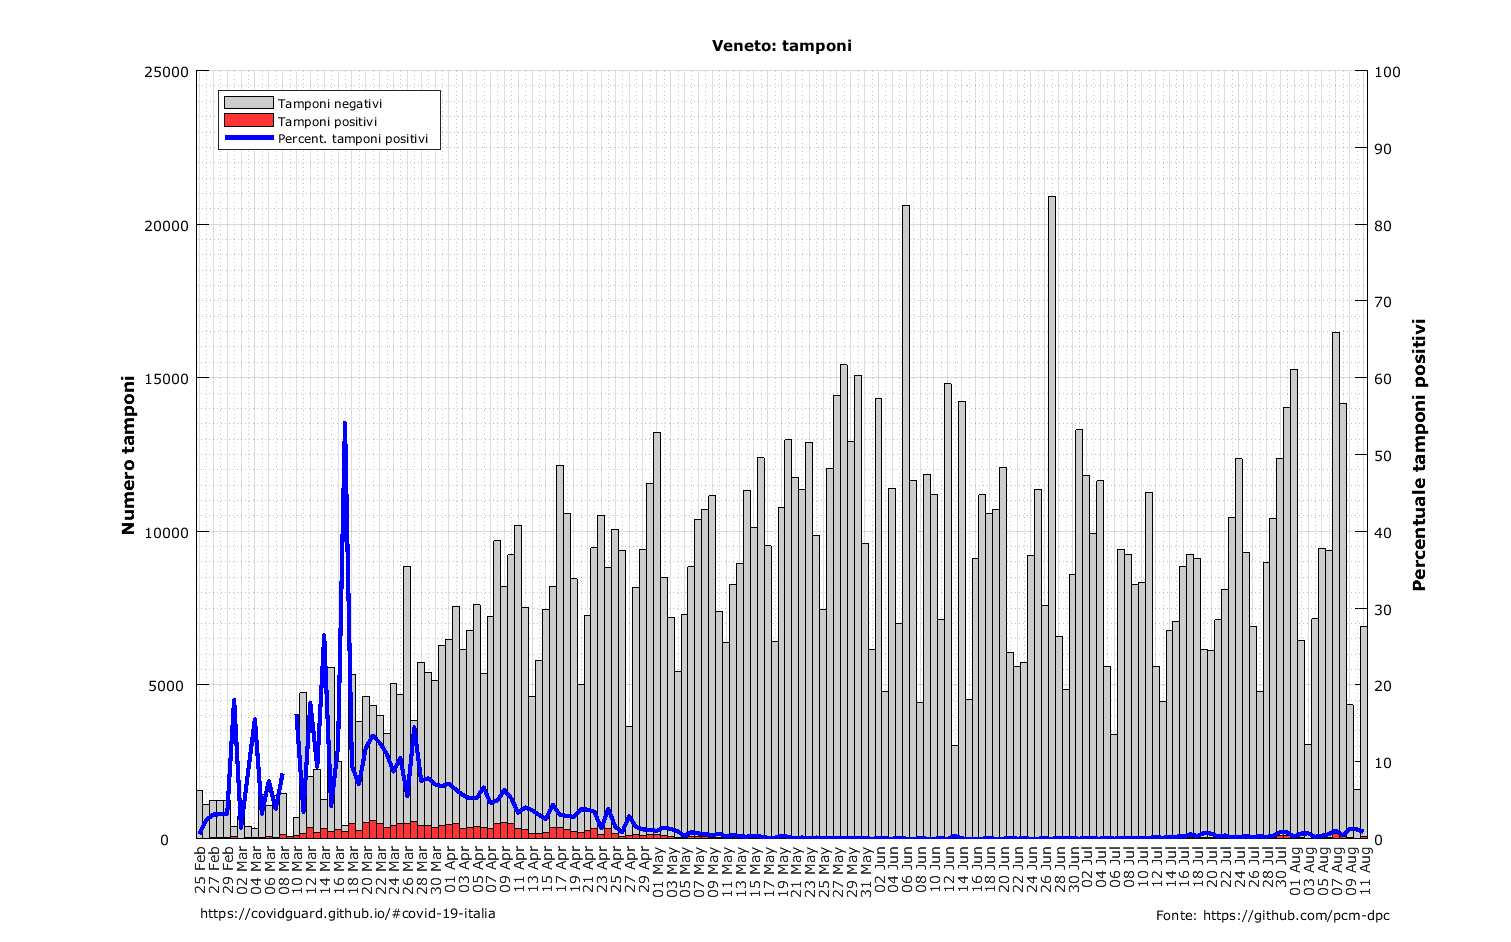 Veneto: tamponi
25000
20000
15000
10000
5000
0
100
90
80
70
60
50
40
30
20
10
0
Tamponi negativi
Tamponi positivi
Percent. tamponi positivi
Numero tamponi
Percentuale tamponi positivi
25 Feb
27 Feb
29 Feb
02 Mar
04 Mar
06 Mar
08 Mar
10 Mar
12 Mar
14 Mar
16 Mar
18 Mar
20 Mar
22 Mar
24 Mar
26 Mar
28 Mar
30 Mar
01 Apr
03 Apr
05 Apr
07 Apr
09 Apr
11 Apr
13 Apr
15 Apr
17 Apr
19 Apr
21 Apr
23 Apr
25 Apr
27 Apr
29 Apr
01 May
03 May
05 May
07 May
09 May
11 May
13 May
15 May
17 May
19 May
21 May
23 May
25 May
27 May
29 May
31 May
02 Jun
04 Jun
06 Jun
08 Jun
10 Jun
12 Jun
14 Jun
16 Jun
18 Jun
20 Jun
22 Jun
24 Jun
26 Jun
28 Jun
30 Jun
02 Jul
04 Jul
06 Jul
08 Jul
10 Jul
12 Jul
14 Jul
16 Jul
18 Jul
20 Jul
22 Jul
24 Jul
26 Jul
28 Jul
30 Jul
01 Aug
03 Aug
05 Aug
07 Aug
09 Aug
11 Aug
https://covidguard.github.io/#covid-19-italia
Fonte: https://github.com/pcm-dpc